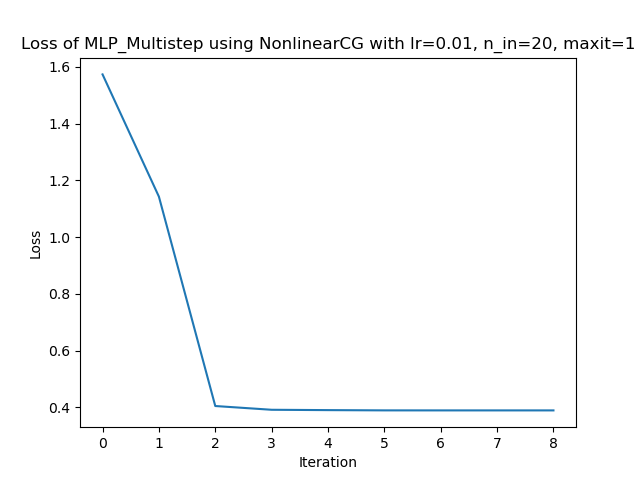 Loss of MLP_Multistep using NonlinearCG with lr=0.01, n_in=20, maxit=1
1.6
1.4
1.2
1.0
0.8
0.6
0.4
Loss
0 1 2 3 4 5 6 7 8
Iteration